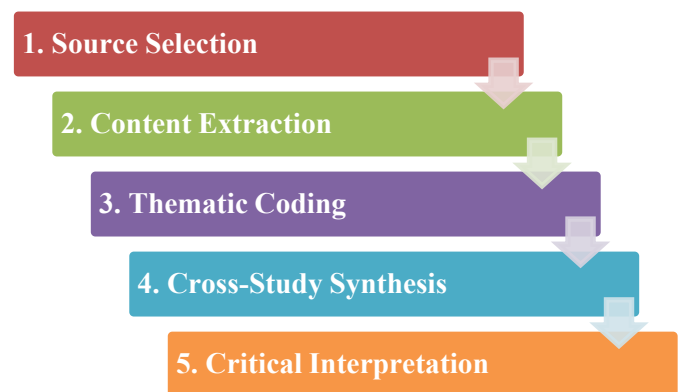 1. Source Selection
2. Content Extraction
3. Thematic Coding
4. Cross-Study Synthesis
5. Critical Interpretation